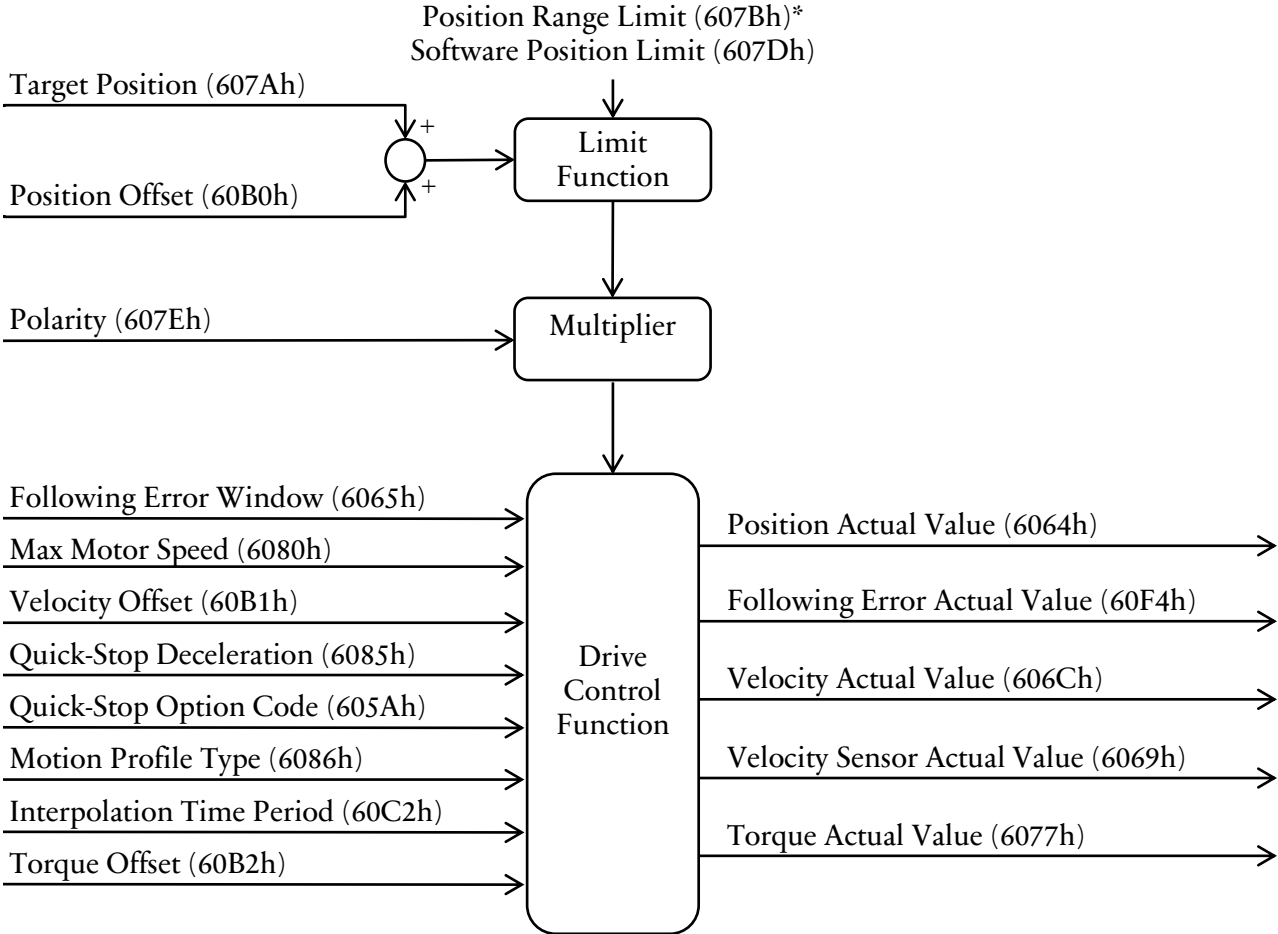 Position Range Limit (607Bh)*
Software Position Limit (607Dh)
Target Position (607Ah)
+
Limit
Function
+
Position Offset (60B0h)
Polarity (607Eh)
Multiplier
Following Error Window (6065h)
Max Motor Speed (6080h)
Velocity Offset (60B1h)
Quick-Stop Deceleration (6085h)
Quick-Stop Option Code (605Ah)
Motion Profile Type (6086h)
Interpolation Time Period (60C2h)
Torque Offset (60B2h)
Drive
Control
Function
Position Actual Value (6064h)
Following Error Actual Value (60F4h)
Velocity Actual Value (606Ch)
Velocity Sensor Actual Value (6069h)
Torque Actual Value (6077h)